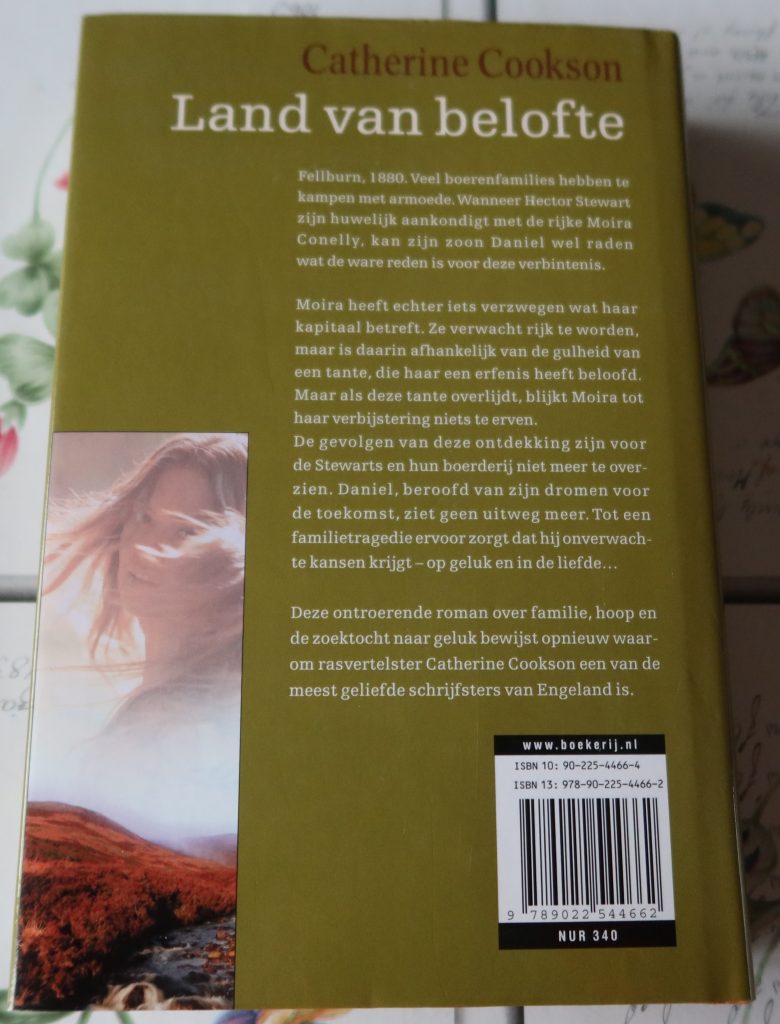 Catherine Cookson
Land van belofte
Fellburn, 1880. Veel boerenfamilies hebben te
kampen met armoede. Wanneer Hector Stewart
zijn huwelijk aankondigt met de rijke Moira
Conelly, kan zijn zoon Daniel wel raden
wat de ware reden is voor deze verbintenis.
Moira heeft echter iets verzwegen wat haar
kapitaal betreft. Ze verwacht rijk te worden,
maar is daarin afhankelijk van de gulheid van
een tante, die haar een erfenis heeft beloofd.
Maar als deze tante overlijdt, blijkt Moira tot
haar verbijstering niets te erven.
De gevolgen van deze ontdekking zijn voor
de Stewarts en hun boerderij niet meer te over-
zien. Daniel, beroofd van zijn dromen voor
de toekomst, ziet geen uitweg meer. Tot een
familietragedie ervoor zorgt dat hij onverwach-
te kansen krijgt – op geluk en in de liefde...
Deze ontroerende roman over familie, hoop en
de zoektocht naar geluk bewijst opnieuw waar-
om rasvertelster Catherine Cookson een van de
meest geliefde schrijfsters van Engeland is.
www.boekerij.nl
ISBN 10: 90-225-4466-4
ISBN 13: 978-90-225-4466-2
9 789022 544662
NUR 340